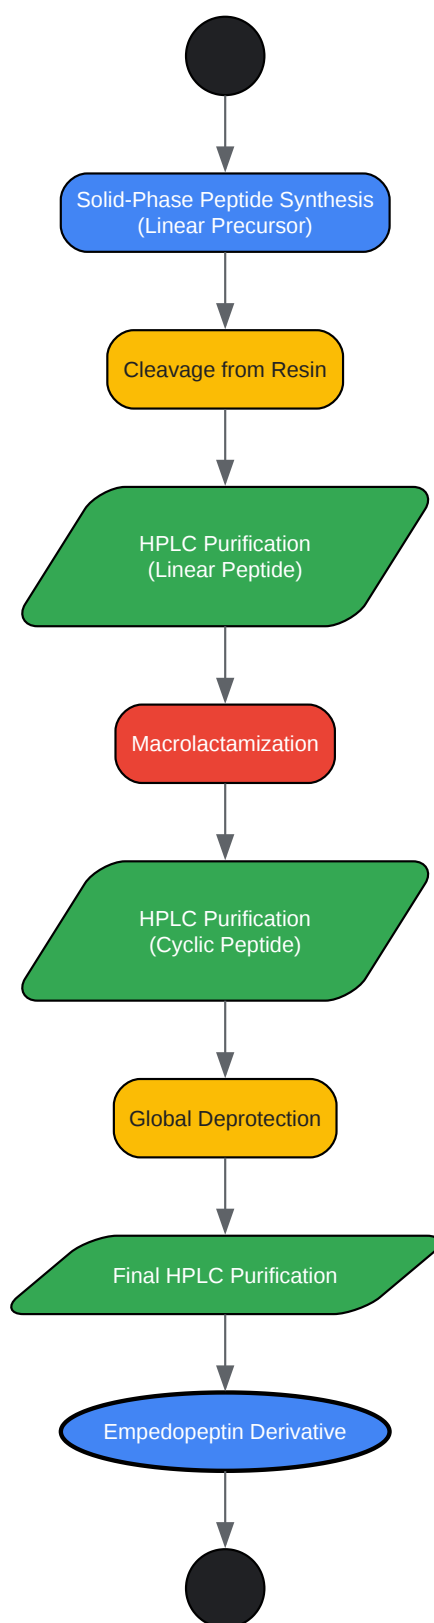 Solid-Phase Peptide Synthesis
(Linear Precursor)
Cleavage from Resin
HPLC Purification
(Linear Peptide)
Macrolactamization
HPLC Purification
(Cyclic Peptide)
Global Deprotection
Final HPLC Purification
Empedopeptin Derivative